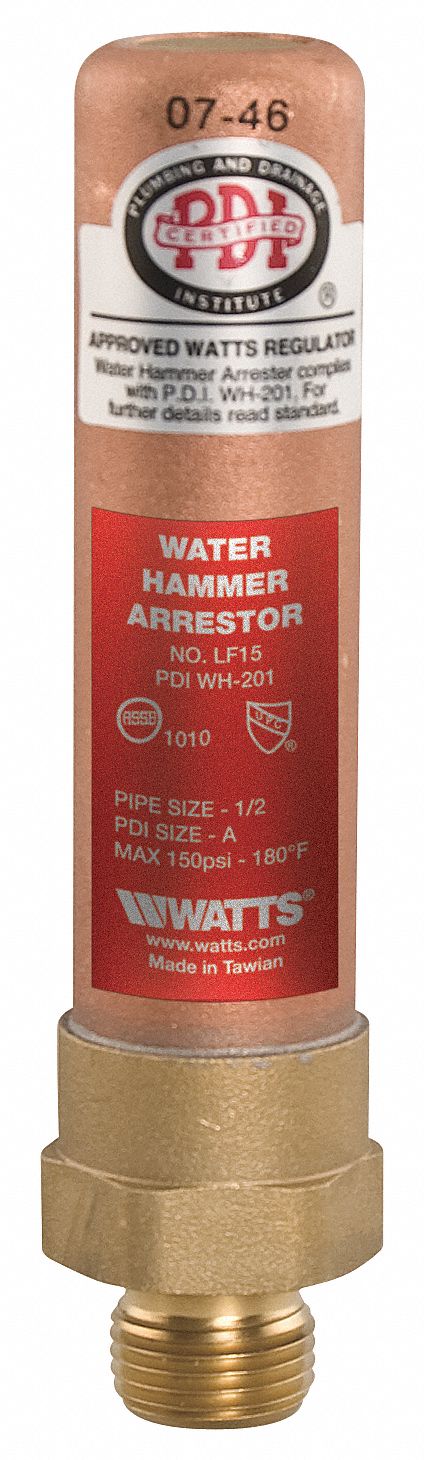 07-46
PLUMBING AND DRAINAGE
PDI
CERTIFIED
INSTITUTE
®
APPROVED WATTS REGULATOR
Water Hammer Arrester complies
with P.D.I. WH-201, For
further details read standard.
WATER
HAMMER
ARRESTOR
NO. LF15
PDI WH-201
ASSE 1010
UPC ®
PIPE SIZE - 1/2
PDI SIZE - A
MAX 150psi - 180°F
WATTS®
www.watts.com
Made in Tawian